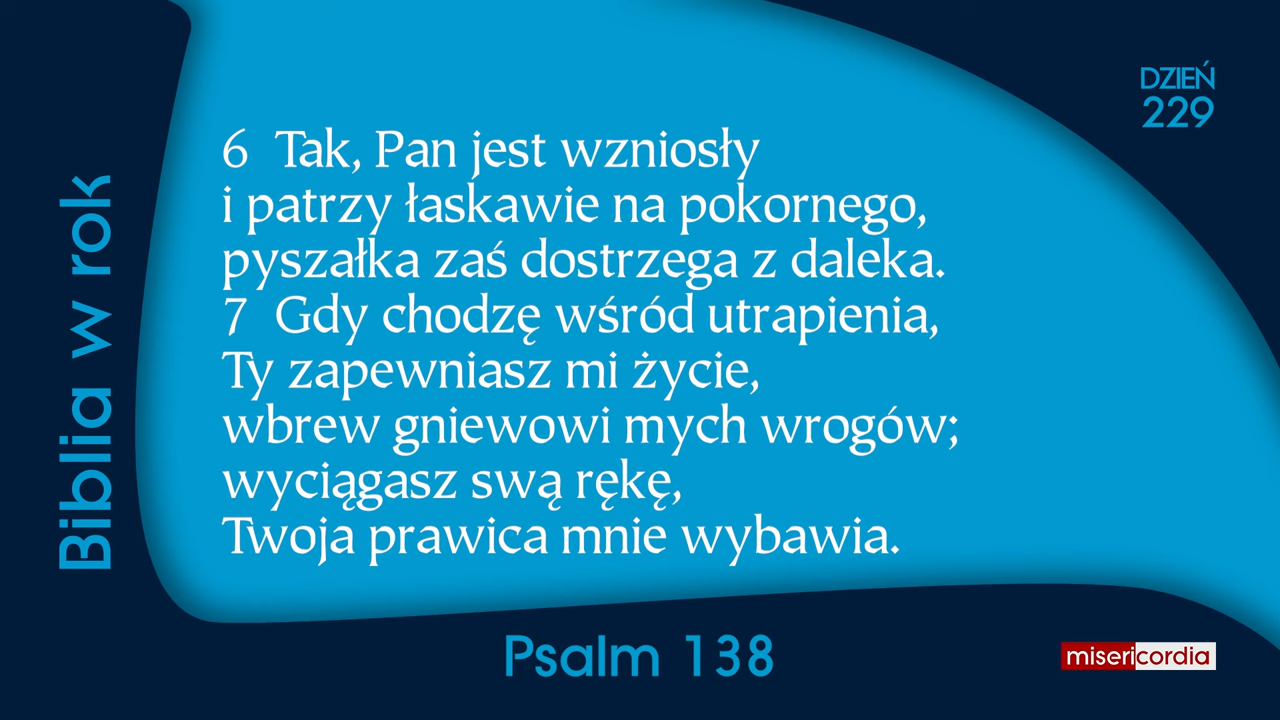 DZIEŃ
229
6 Tak, Pan jest wzniosły
i patrzy łaskawie na pokornego,
pyszałka zaś dostrzega z daleka.
7 Gdy chodzę wśród utrapienia,
Ty zapewniasz mi życie,
wbrew gniewowi mych wrogów;
wyciągasz swą rękę,
Twoja prawica mnie wybawia.
Biblia w rok
Psalm 138
misericordia